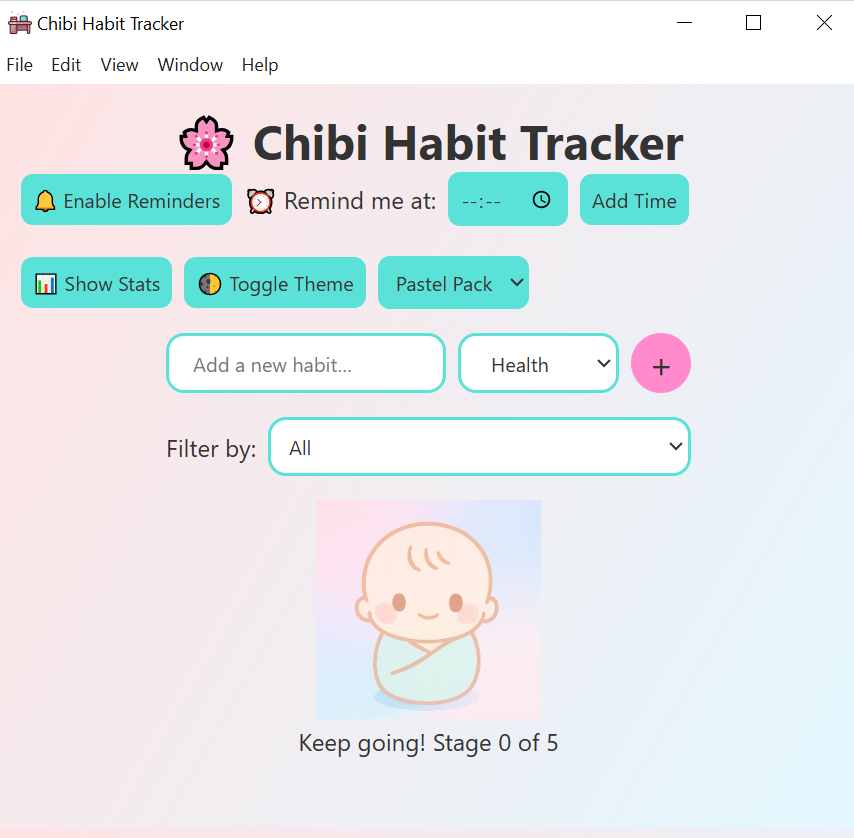 Chibi Habit Tracker
File Edit View Window Help
Chibi Habit Tracker
Enable Reminders Remind me at: --:-- Add Time
Show Stats Toggle Theme Pastel Pack
Add a new habit... Health +
Filter by: All
Keep going! Stage 0 of 5